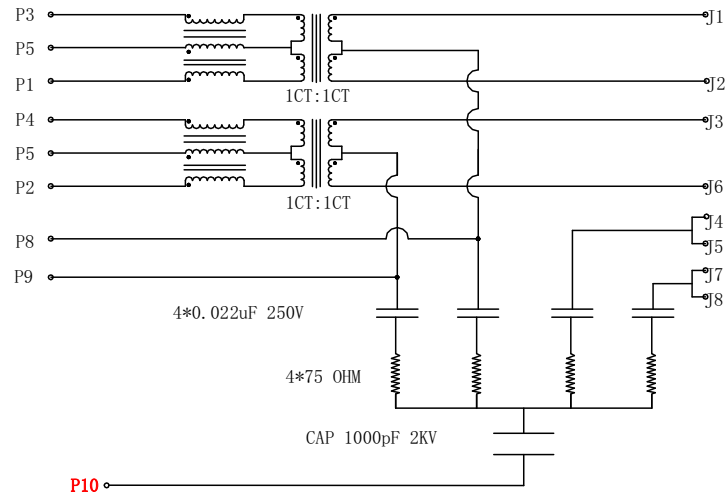 P3 J1
P5
P1 J2
1CT:1CT
P4 J3
P5
P2 J6
1CT:1CT
J4
P8 J5
P9 J7
J8
4*0.022uF 250V
4*75 OHM
CAP 1000pF 2KV
P10